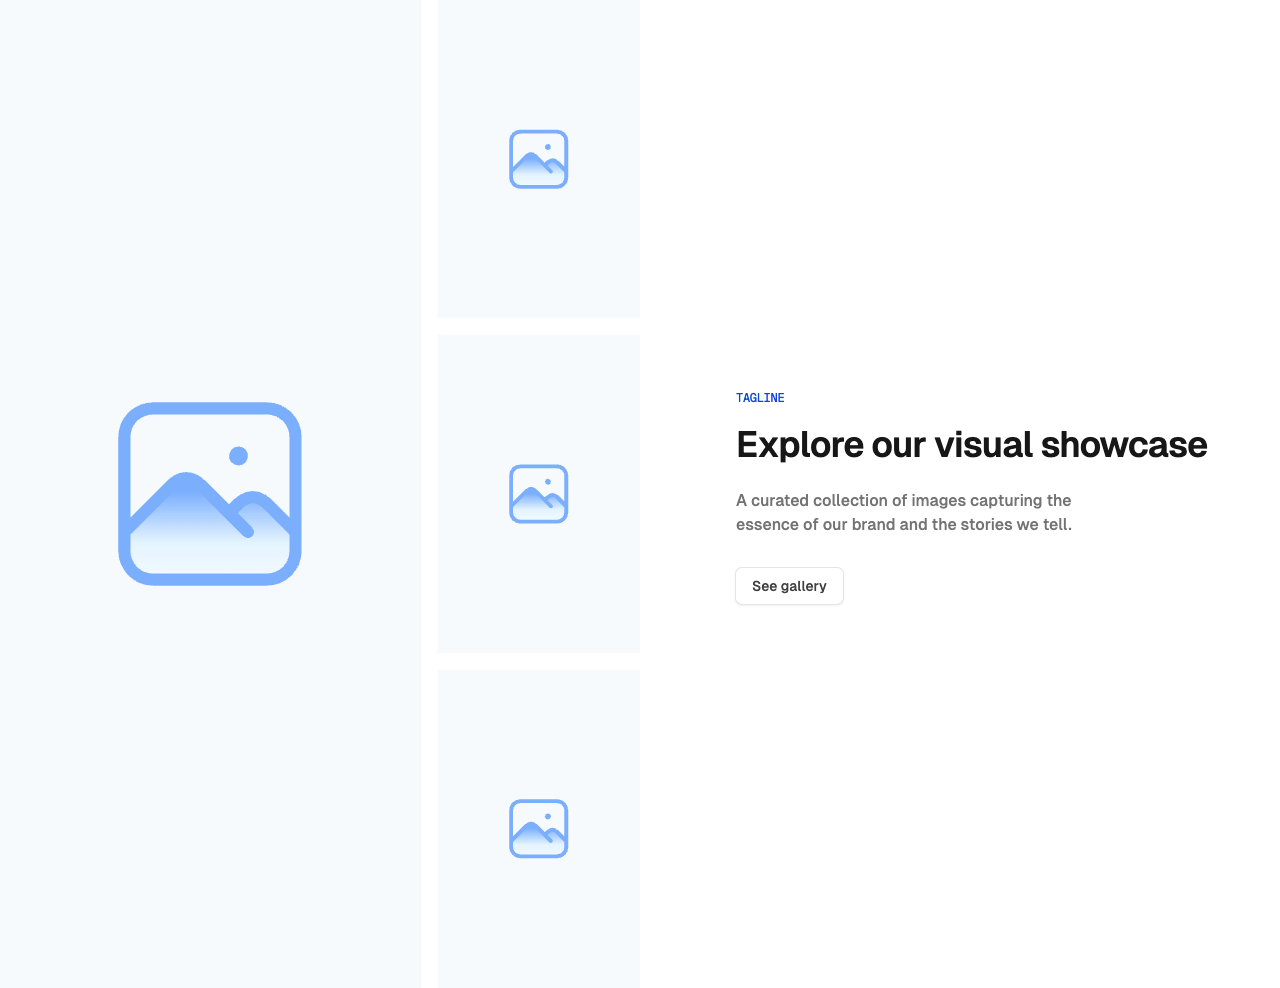 TAGLINE
Explore our visual showcase
A curated collection of images capturing the
essence of our brand and the stories we tell.
See gallery